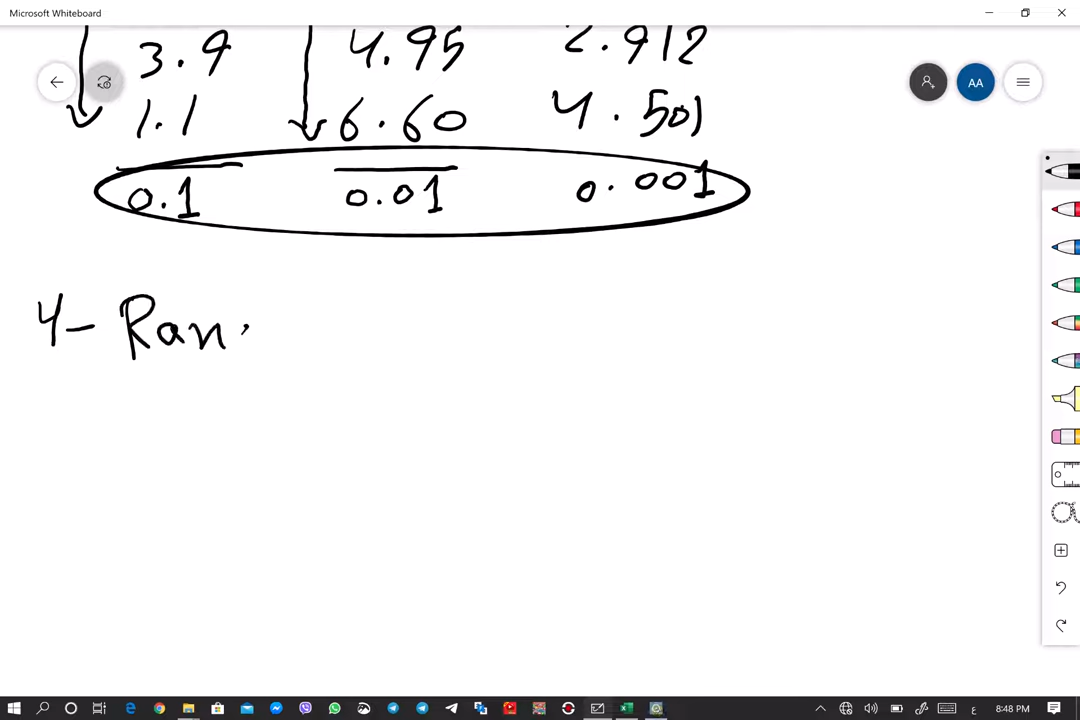 Microsoft Whiteboard
3.9 4.95 2.912
AA
1.1 6.60 4.501
0.1 0.01 0.001
4- Ran
ع 8:48 PM